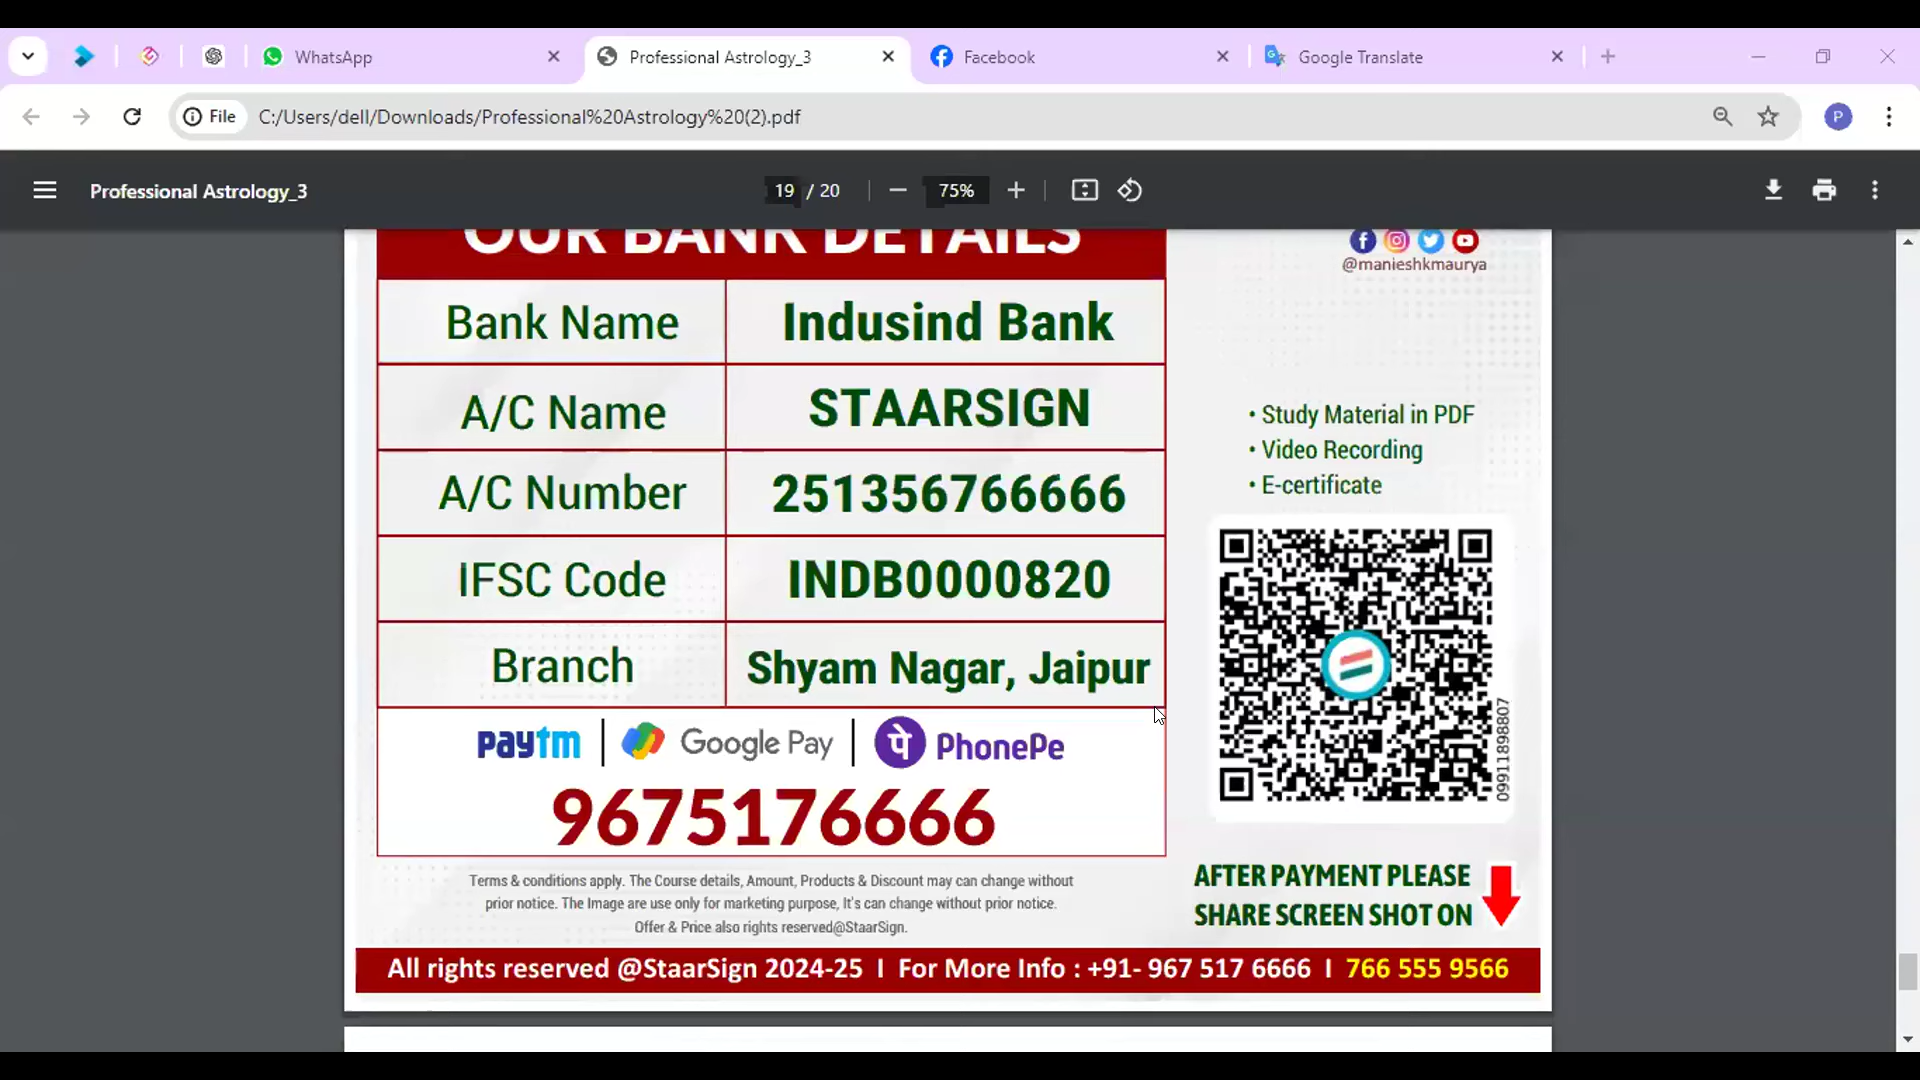 WhatsApp
Professional Astrology_3
Facebook
Google Translate
File
C:/Users/dell/Downloads/Professional%20Astrology%20(2).pdf
P
Professional Astrology_3
19 / 20
75%
OUR BANK DETAILS
@manieshkmaurya
Bank Name
Indusind Bank
A/C Name
STAARSIGN
A/C Number
251356766666
IFSC Code
INDB0000820
Branch
Shyam Nagar, Jaipur
• Study Material in PDF
• Video Recording
• E-certificate
09911898807
paytm
Google Pay
पे PhonePe
9675176666
Terms & conditions apply. The Course details, Amount, Products & Discount may can change without
prior notice. The Image are use only for marketing purpose, It's can change without prior notice.
Offer & Price also rights reserved@StaarSign.
AFTER PAYMENT PLEASE
SHARE SCREEN SHOT ON
All rights reserved @StaarSign 2024-25 I For More Info : +91- 967 517 6666 I 766 555 9566